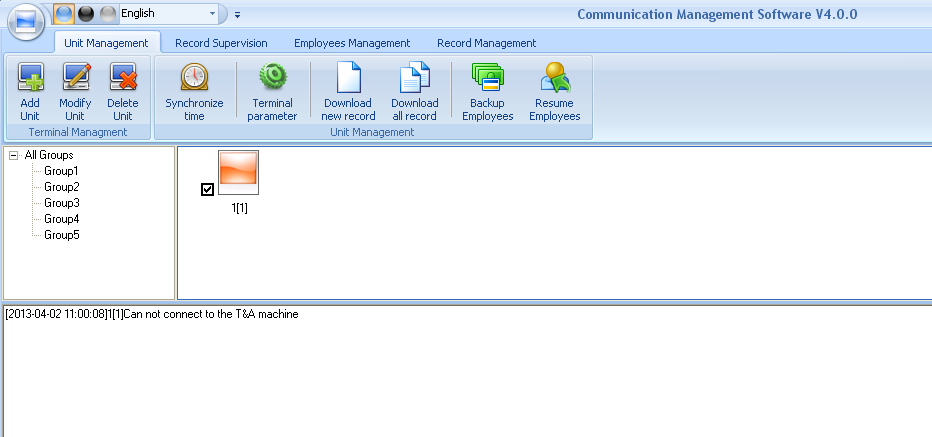 English
Communication Management Software V4.0.0
Unit Management
Record Supervision
Employees Management
Record Management
Add
Unit
Modify
Unit
Delete
Unit
Terminal Managment
Synchronize
time
Terminal
parameter
Download
new record
Download
all record
Backup
Employees
Resume
Employees
Unit Management
All Groups
Group1
Group2
Group3
Group4
Group5
1[1]
[2013-04-02 11:00:08]1[1]Can not connect to the T&A machine